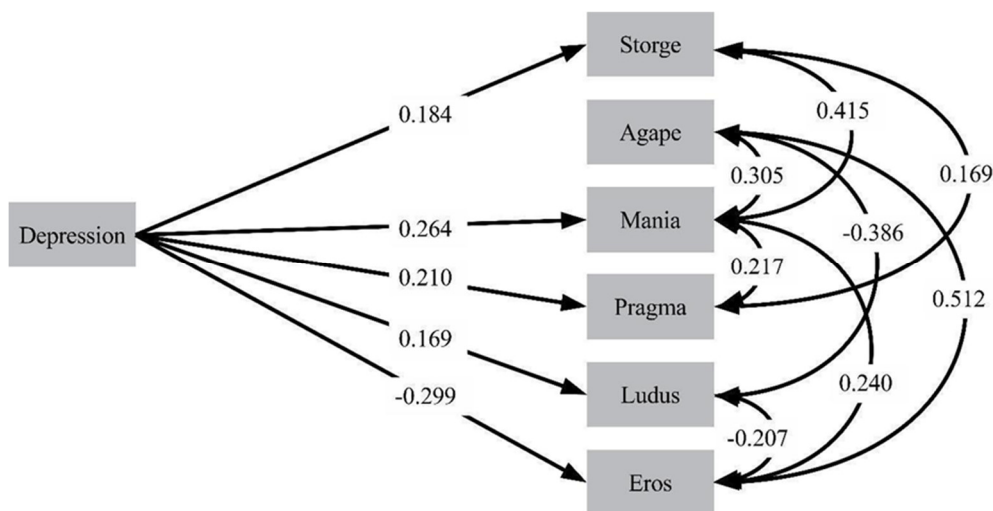 Storge
0.184
0.415
Agape
0.305
0.169
Depression
0.264
Mania
-0.386
0.210
0.217
Pragma
0.512
0.169
Ludus
0.240
-0.299
-0.207
Eros